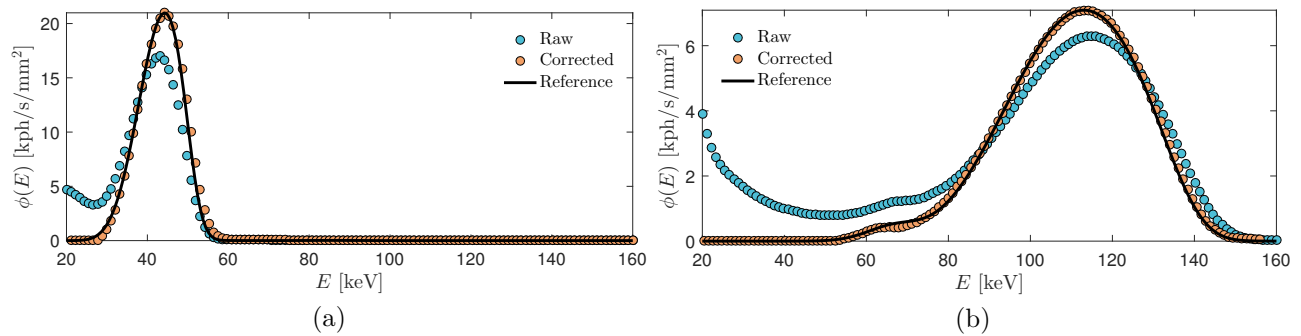 20
15
10
5
0
ϕ(E) [kph/s/mm²]
Raw
Corrected
Reference
20 40 60 80 100 120 140 160
E [keV]
(a)
6
4
2
0
ϕ(E) [kph/s/mm²]
Raw
Corrected
Reference
20 40 60 80 100 120 140 160
E [keV]
(b)